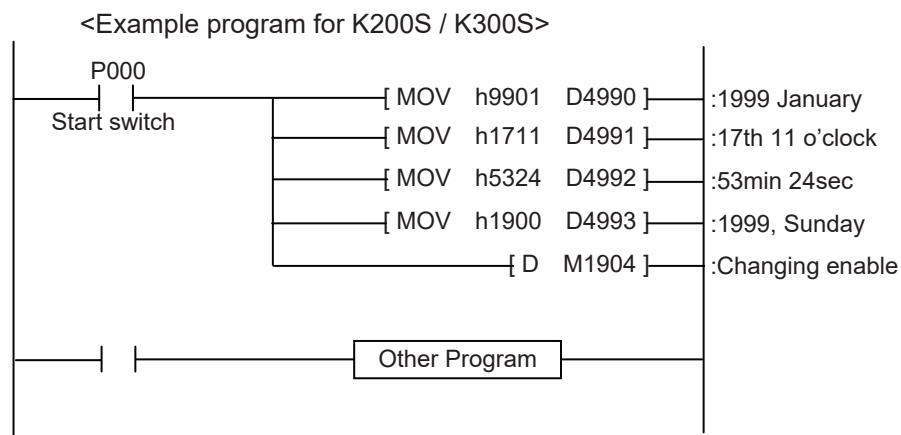 <Example program for K200S / K300S>
P000
Start switch
[ MOV h9901 D4990 ] :1999 January
[ MOV h1711 D4991 ] :17th 11 o’clock
[ MOV h5324 D4992 ] :53min 24sec
[ MOV h1900 D4993 ] :1999, Sunday
[ D M1904 ] :Changing enable
Other Program